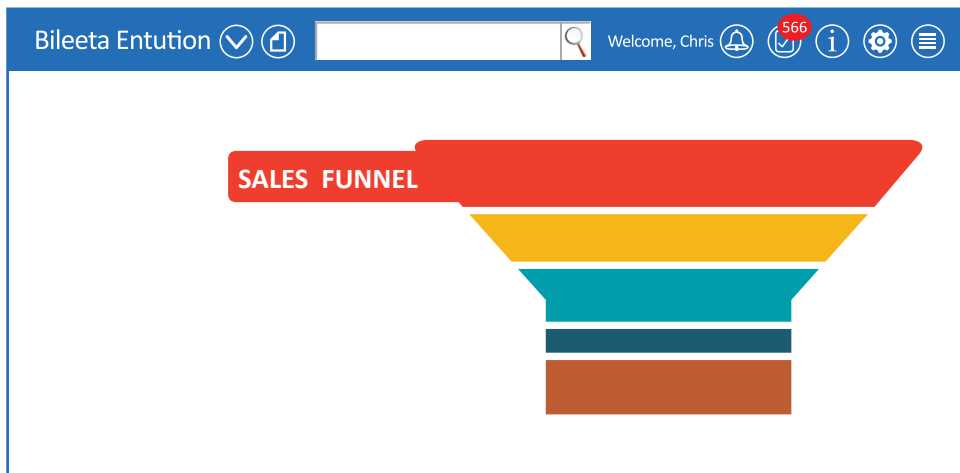 Bileeta Entution
Welcome, Chris
566
i
SALES FUNNEL